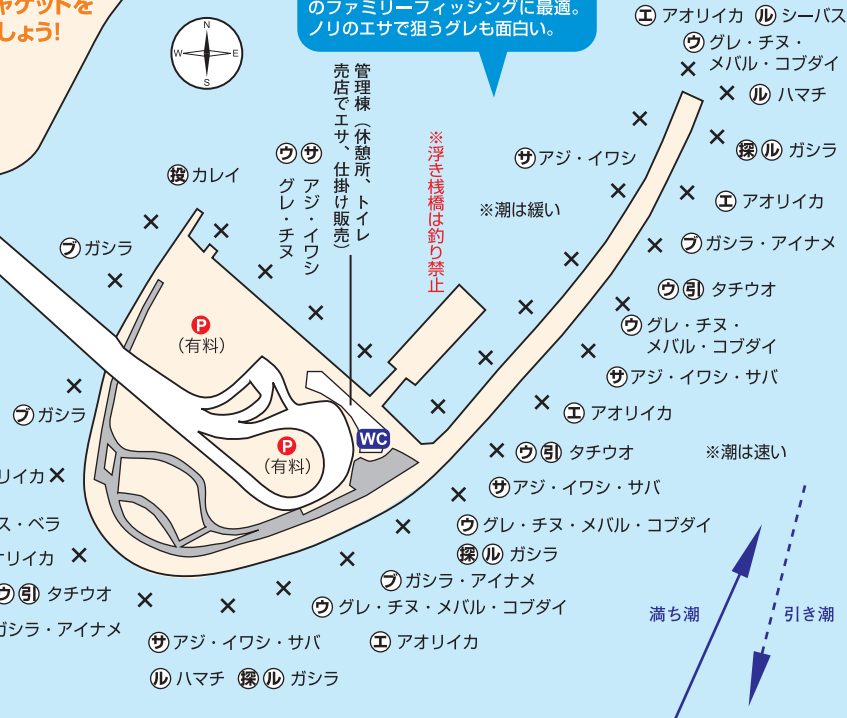 ャケットを
しょう!
N
W
E
S
のファミリーフィッシングに最適。
ノリのエサで狙うグレも面白い。
管理棟（休憩所、トイレ
売店でエサ、仕掛け販売）
※浮き桟橋は釣り禁止
エ アオリイカ ル シーバス
ウ グレ・チヌ・
メバル・コブダイ
ル ハマチ
探 ル ガシラ
サ アジ・イワシ
エ アオリイカ
※潮は緩い
ブ ガシラ・アイナメ
ウ 引 タチウオ
ウ グレ・チヌ・
メバル・コブダイ
サ アジ・イワシ・サバ
エ アオリイカ
ウ 引 タチウオ
※潮は速い
サ アジ・イワシ・サバ
ウ グレ・チヌ・メバル・コブダイ
探 ル ガシラ
ブ ガシラ・アイナメ
ウ グレ・チヌ・メバル・コブダイ
エ アオリイカ
ウ サ
アジ・イワシ
グレ・チヌ
投 カレイ
ブ ガシラ
P
（有料）
P
（有料）
WC
ブ ガシラ
リイカ
ス・ベラ
オリイカ
ウ 引 タチウオ
ガシラ・アイナメ
サ アジ・イワシ・サバ
ル ハマチ 探 ル ガシラ
満ち潮
引き潮